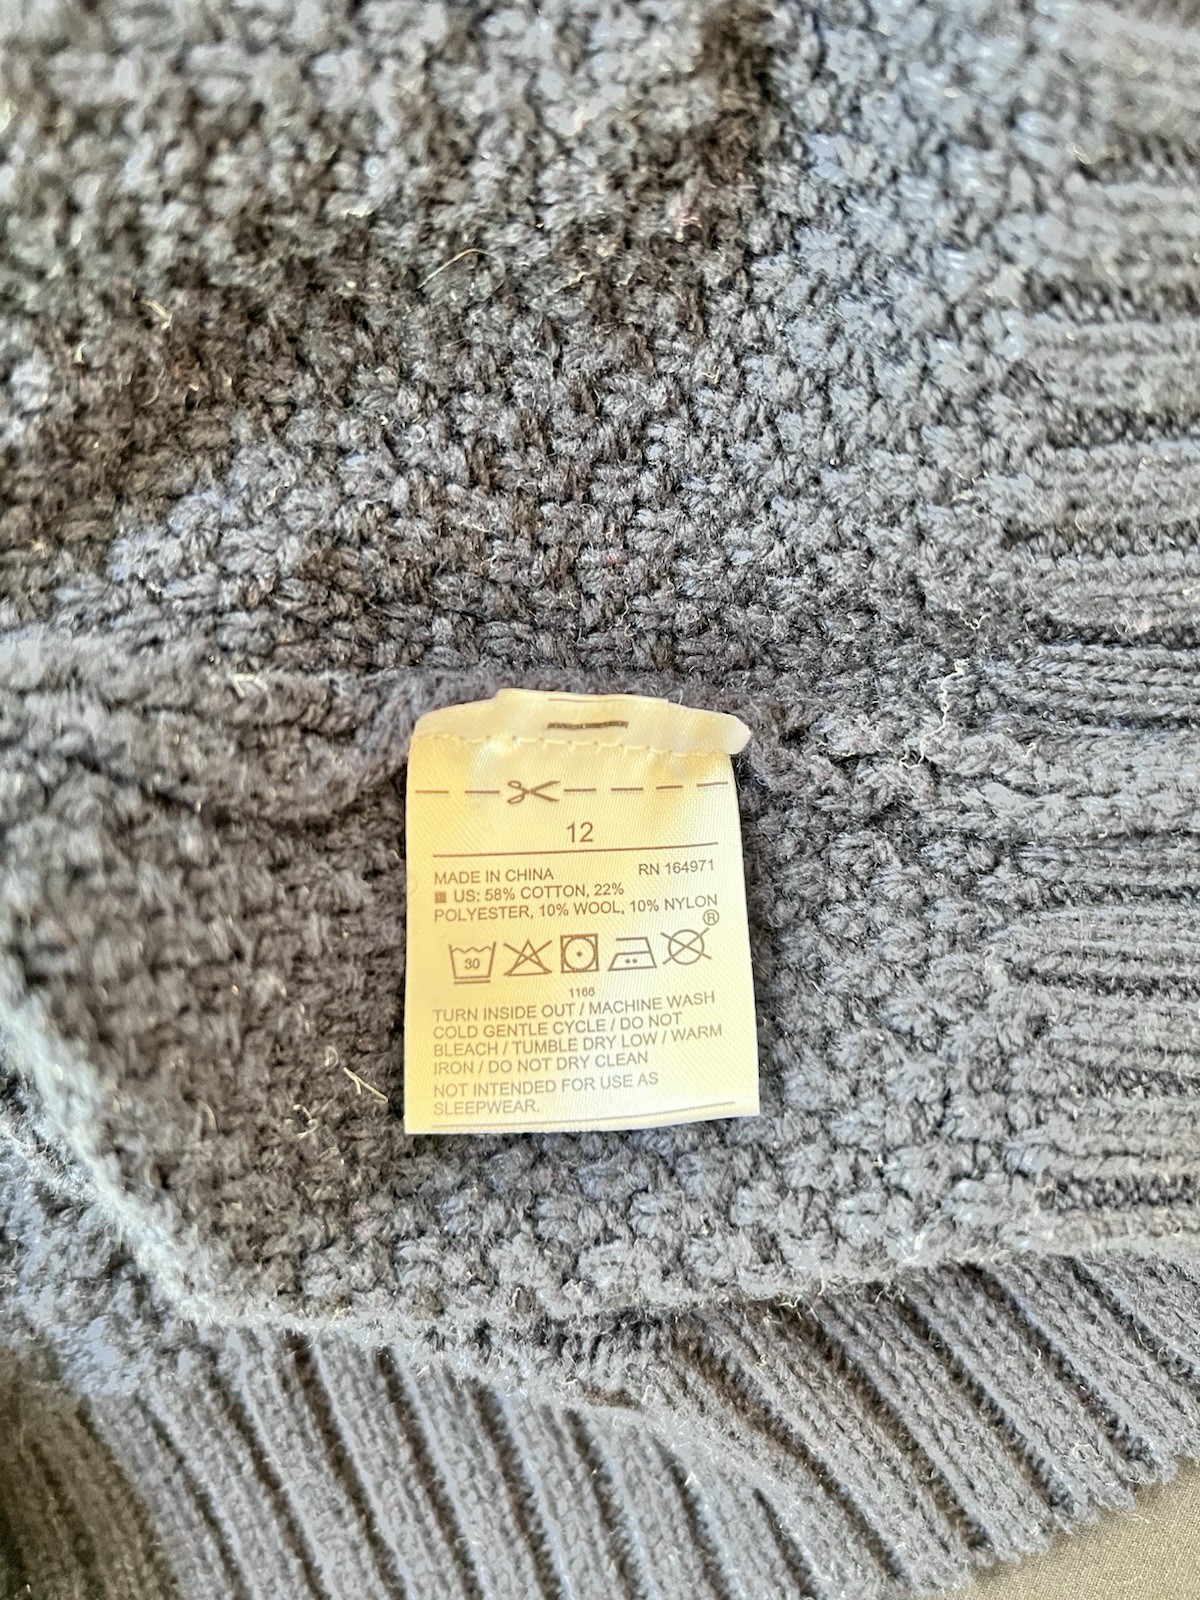 12
MADE IN CHINA RN 164971
US: 58% COTTON, 22%
POLYESTER, 10% WOOL, 10% NYLON
®
30
1166
TURN INSIDE OUT / MACHINE WASH
COLD GENTLE CYCLE / DO NOT
BLEACH / TUMBLE DRY LOW / WARM
IRON / DO NOT DRY CLEAN
NOT INTENDED FOR USE AS
SLEEPWEAR.